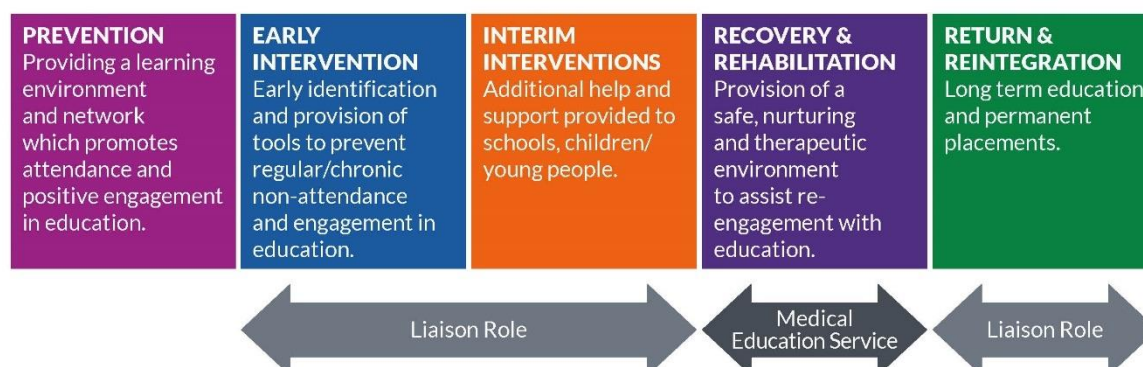 PREVENTION
Providing a learning
environment
and network
which promotes
attendance and
positive engagement
in education.
EARLY
INTERVENTION
Early identification
and provision of
tools to prevent
regular/chronic
non-attendance
and engagement in
education.
INTERIM
INTERVENTIONS
Additional help and
support provided to
schools, children/
young people.
RECOVERY &
REHABILITATION
Provision of a
safe, nurturing
and therapeutic
environment
to assist re-
engagement with
education.
RETURN &
REINTEGRATION
Long term education
and permanent
placements.
Liaison Role
Medical
Education Service
Liaison Role